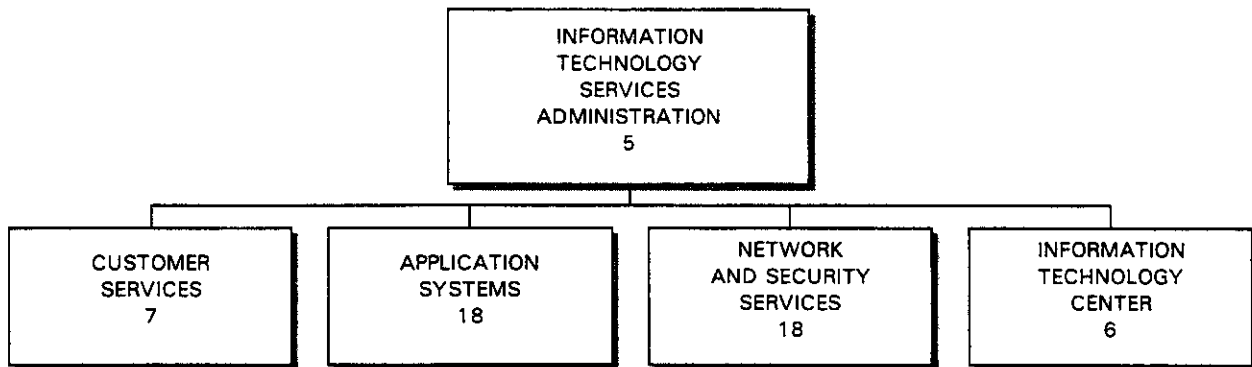 INFORMATION
TECHNOLOGY
SERVICES
ADMINISTRATION
5
CUSTOMER
SERVICES
7
APPLICATION
SYSTEMS
18
NETWORK
AND SECURITY
SERVICES
18
INFORMATION
TECHNOLOGY
CENTER
6